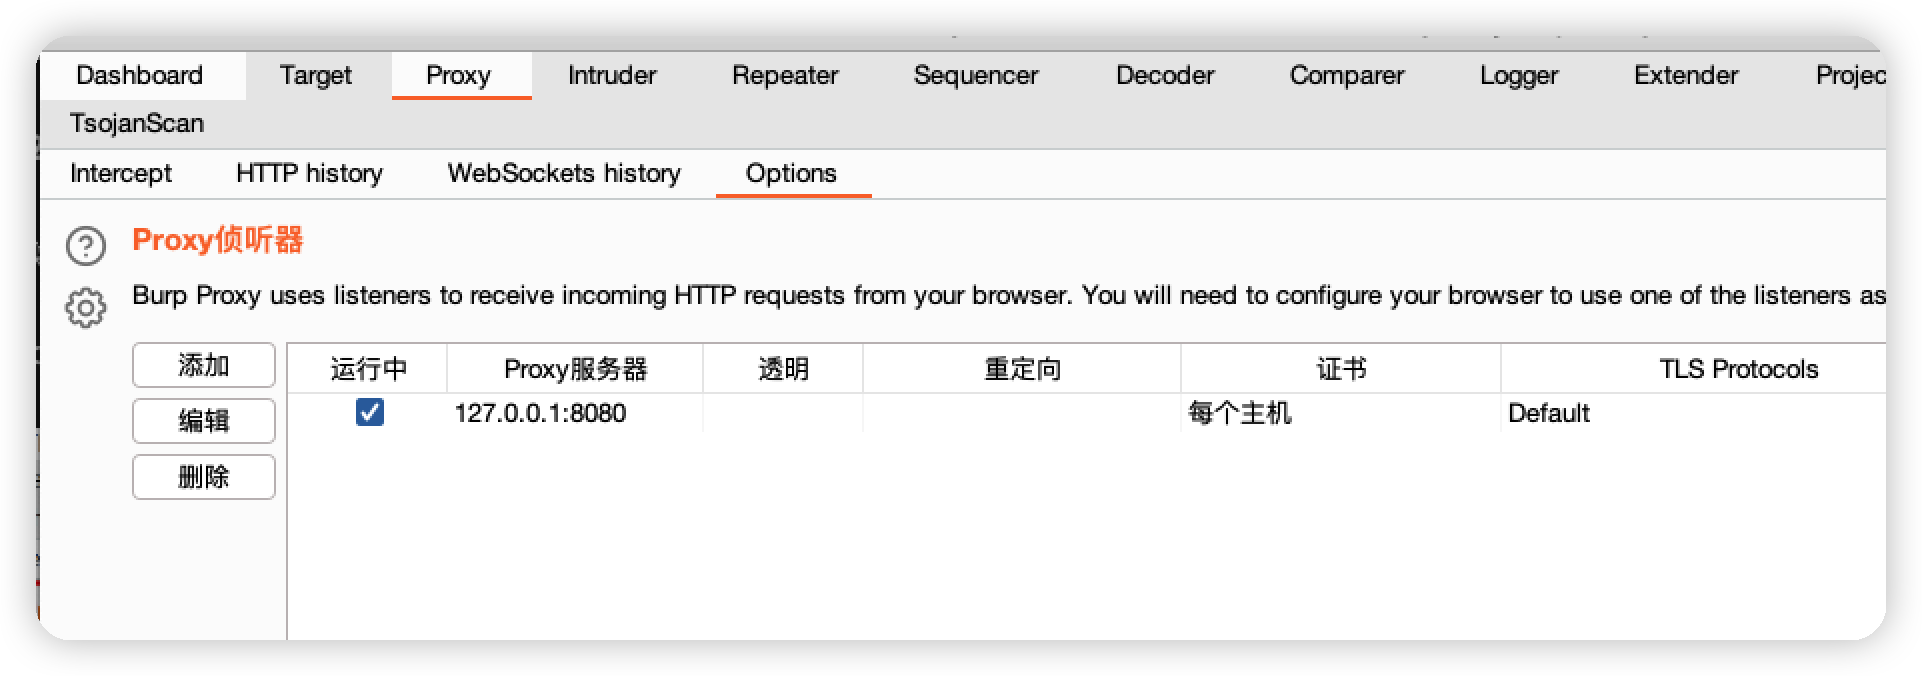 Dashboard Target Proxy Intruder Repeater Sequencer Decoder Comparer Logger Extender Projec
TsojanScan
Intercept HTTP history WebSockets history Options
Proxy侦听器
Burp Proxy uses listeners to receive incoming HTTP requests from your browser. You will need to configure your browser to use one of the listeners as
添加
编辑
删除
运行中 Proxy服务器 透明 重定向 证书 TLS Protocols
127.0.0.1:8080 每个主机 Default